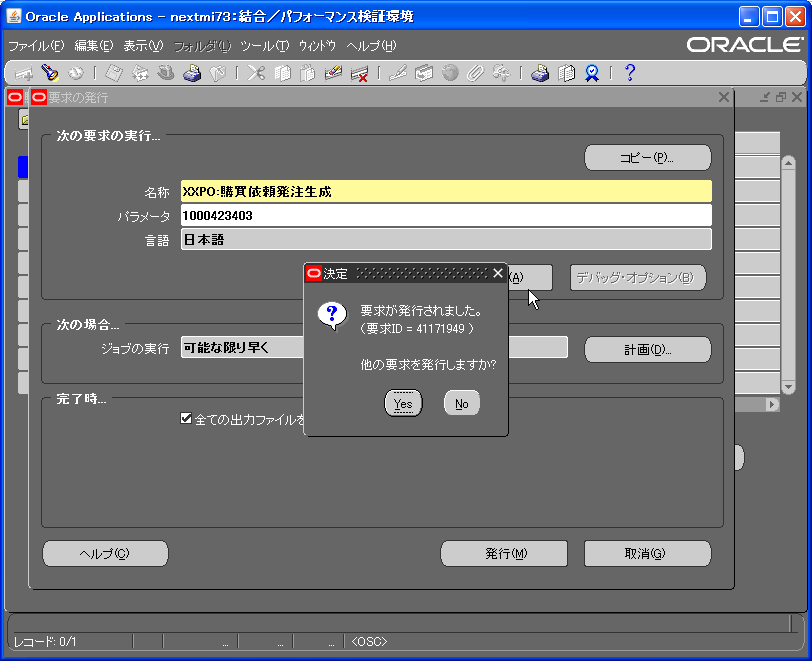 Oracle Applications - nextmi73:結合/パフォーマンス検証環境
ファイル(F) 編集(E) 表示(V) フォルダ(L) ツール(T) ウィンドウ ヘルプ(H)
ORACLE
要求の発行
次の要求の実行...
コピー(P)...
名称 XXPO:購買依頼発注生成
パラメータ 1000423403
言語 日本語
(A)
デバッグ・オプション(B)
決定
要求が発行されました。
(要求ID = 41171949 )
他の要求を発行しますか?
Yes No
次の場合...
ジョブの実行 可能な限り早く
計画(D)...
完了時...
全ての出力ファイルを
ヘルプ(C) 発行(M) 取消(G)
レコード: 0/1 ... ... ... <OSC>